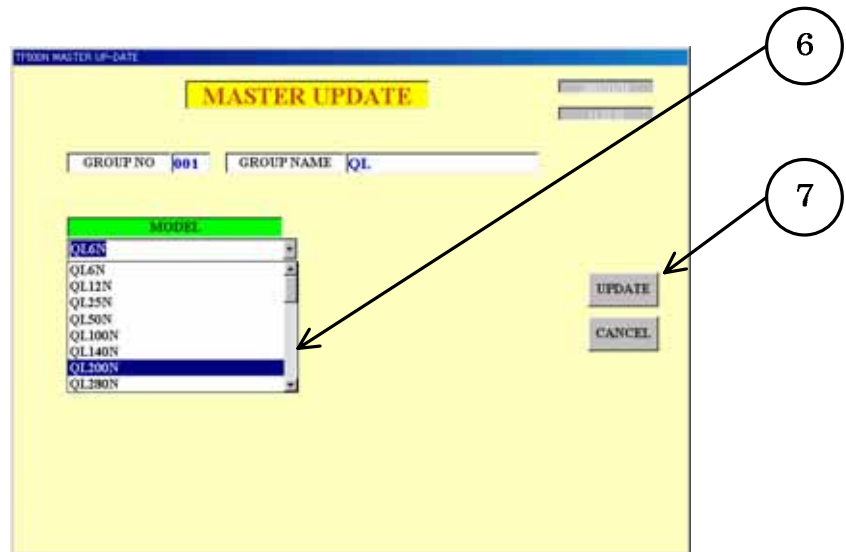 6
TF500N MASTER UP-DATE
MASTER UPDATE
GROUP NO 001 GROUP NAME QL
7
MODEL
QL6N
QL6N
QL12N
QL25N
UPDATE
QL50N
QL100N
CANCEL
QL140N
QL200N
QL280N